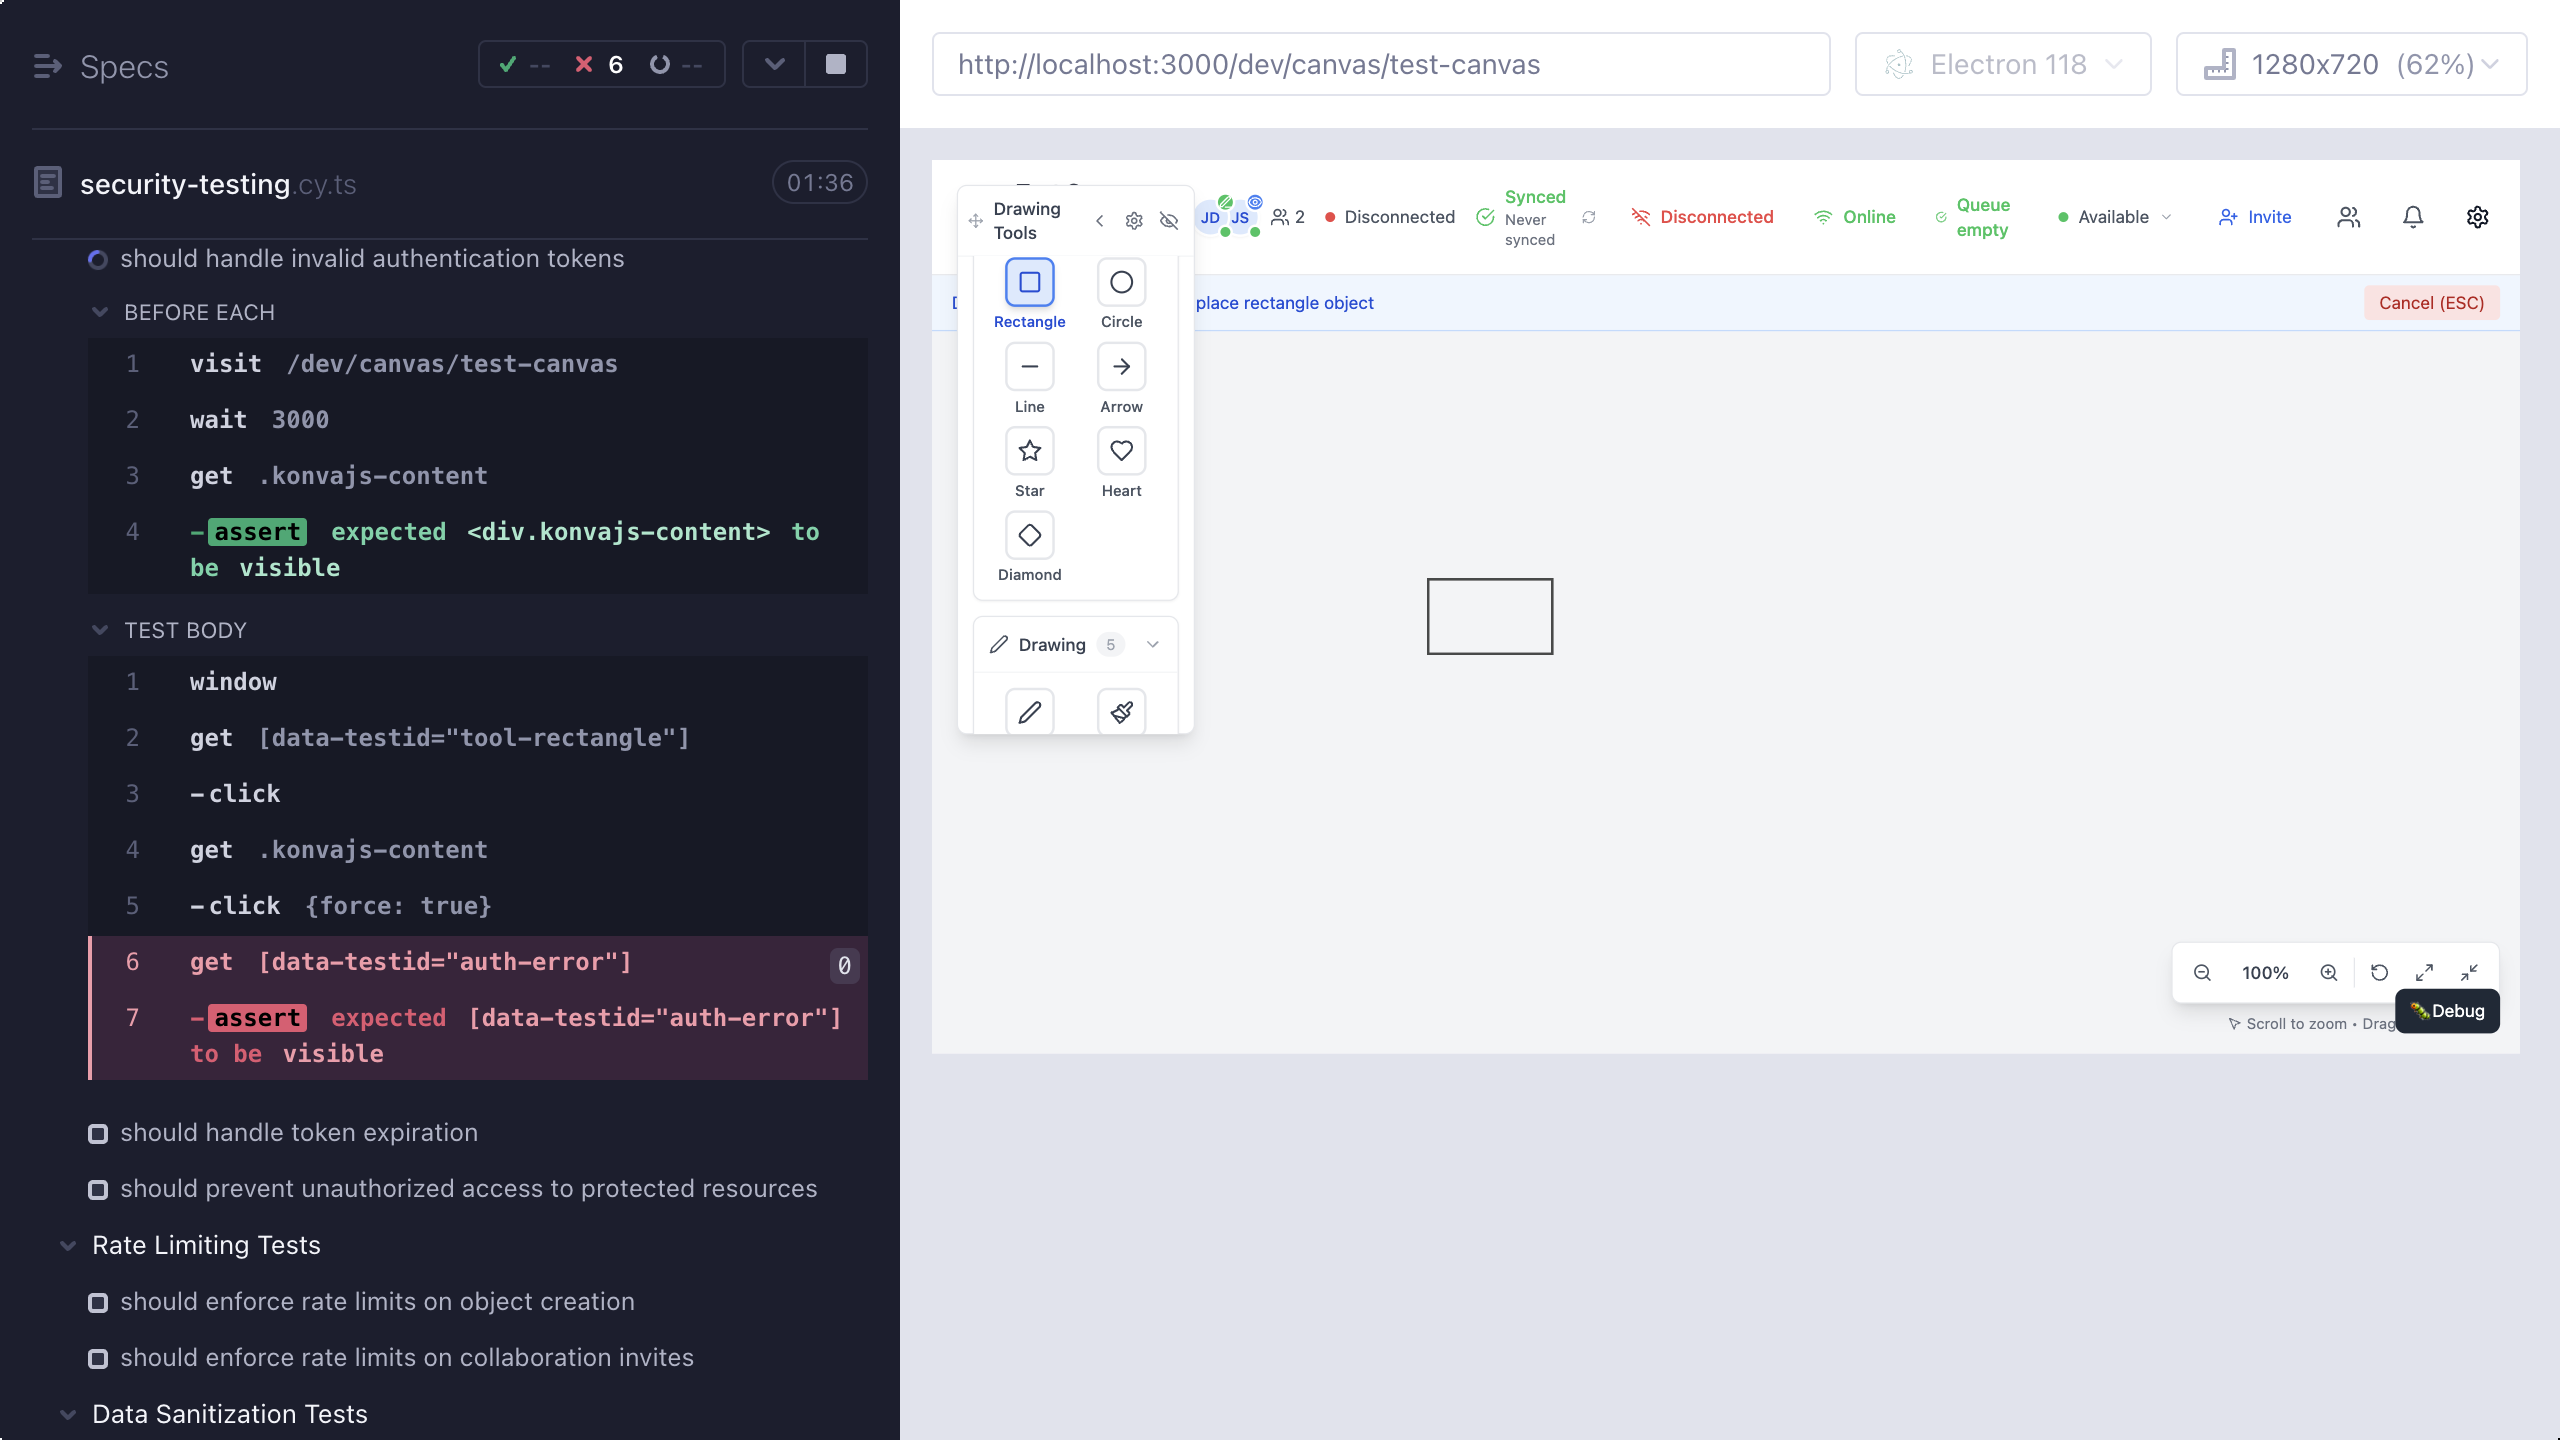 Specs
-- 6 --
security-testing.cy.ts 01:36
should handle invalid authentication tokens
BEFORE EACH
1 visit /dev/canvas/test-canvas
2 wait 3000
3 get .konvajs-content
4 -assert expected <div.konvajs-content> to
be visible
TEST BODY
1 window
2 get [data-testid="tool-rectangle"]
3 -click
4 get .konvajs-content
5 -click {force: true}
6 get [data-testid="auth-error"] 0
7 -assert expected [data-testid="auth-error"]
to be visible
should handle token expiration
should prevent unauthorized access to protected resources
Rate Limiting Tests
should enforce rate limits on object creation
should enforce rate limits on collaboration invites
Data Sanitization Tests
http://localhost:3000/dev/canvas/test-canvas
Electron 118
1280x720 (62%)
Drawing
Tools
JD JS 2
Disconnected
Synced
Never
synced
Disconnected
Online
Queue
empty
Available
Invite
place rectangle object
Cancel (ESC)
Rectangle Circle
Line Arrow
Star Heart
Diamond
Drawing 5
100%
Scroll to zoom • Drag
Debug